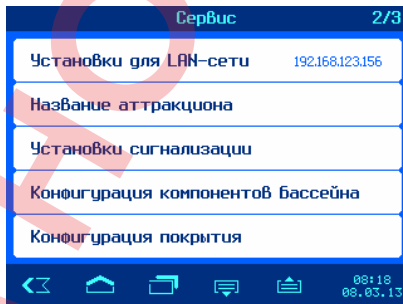 Сервис 2/3
Установки для LAN-сети 192.168.123.156
Название аттракциона
Установки сигнализации
Конфигурация компонентов бассейна
Конфигурация покрытия
08:18
08.03.13